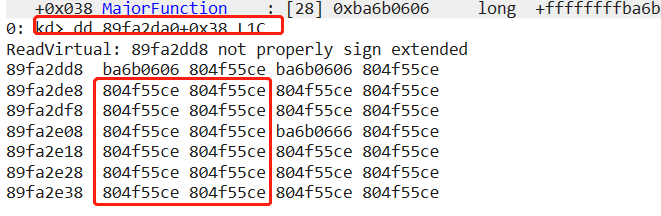 +0x038 MajorFunction    : [28] 0xba6b0606     long  +ffffffffba6b
0: kd> dd 89fa2da0+0x38 L1C
ReadVirtual: 89fa2dd8 not properly sign extended
89fa2dd8  ba6b0606 804f55ce ba6b0606 804f55ce
89fa2de8  804f55ce 804f55ce 804f55ce 804f55ce
89fa2df8  804f55ce 804f55ce 804f55ce 804f55ce
89fa2e08  804f55ce 804f55ce ba6b0666 804f55ce
89fa2e18  804f55ce 804f55ce 804f55ce 804f55ce
89fa2e28  804f55ce 804f55ce 804f55ce 804f55ce
89fa2e38  804f55ce 804f55ce 804f55ce 804f55ce